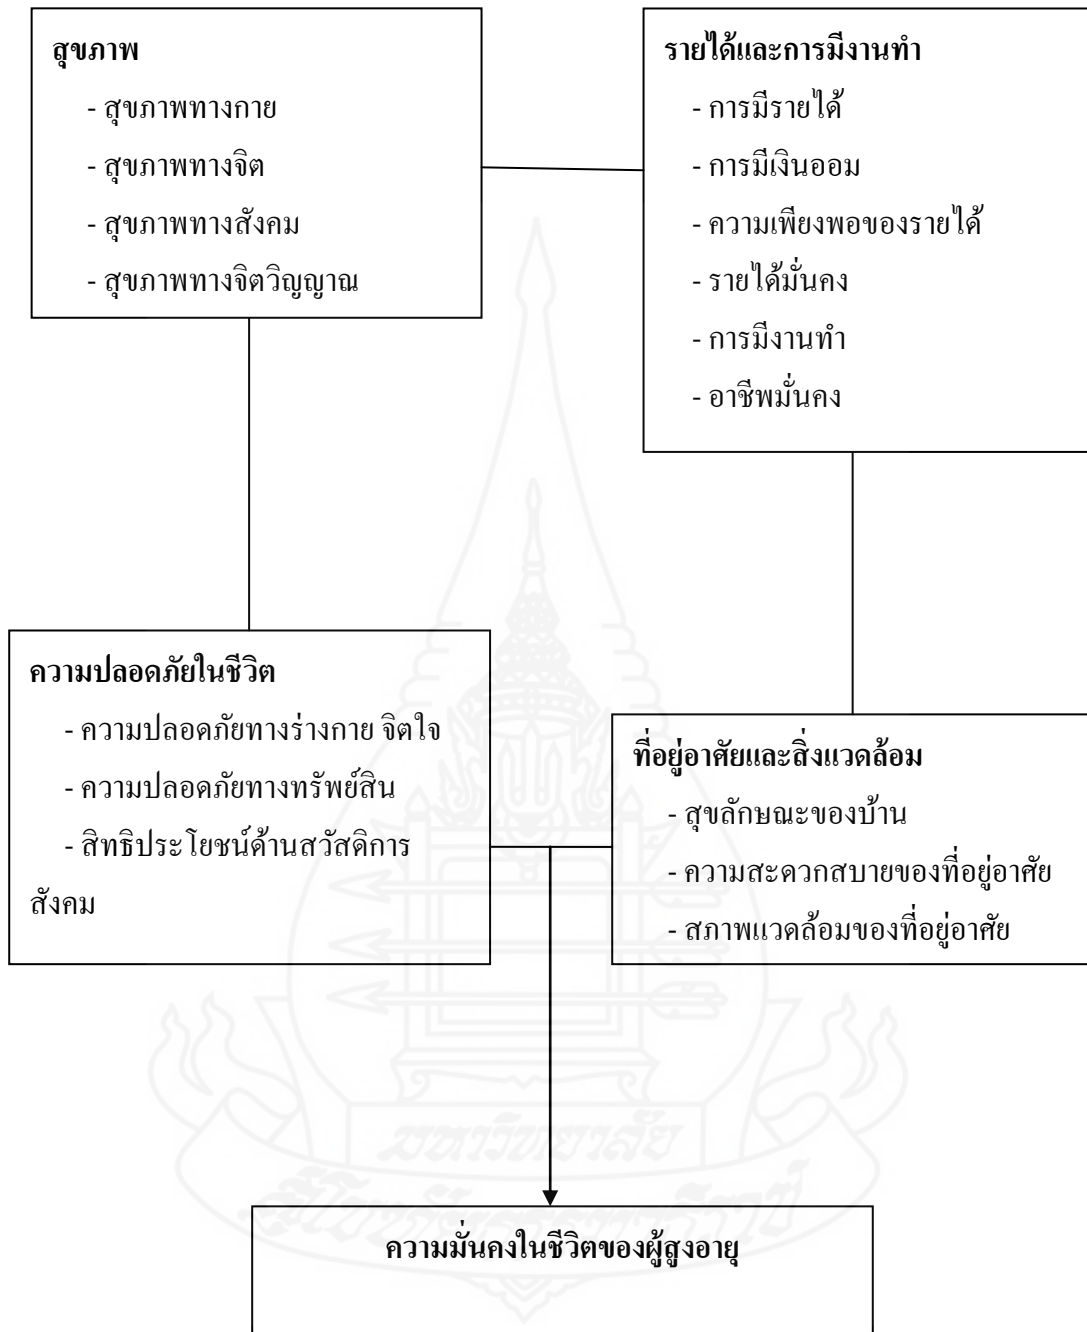 สุขภาพ
- สุขภาพทางกาย
- สุขภาพทางจิต
- สุขภาพทางสังคม
- สุขภาพทางจิตวิญญาณ
รายได้และการมีงานทำ
- การมีรายได้
- การมีเงินออม
- ความเพียงพอของรายได้
- รายได้มั่นคง
- การมีงานทำ
- อาชีพมั่นคง
ความปลอดภัยในชีวิต
- ความปลอดภัยทางร่างกาย จิตใจ
- ความปลอดภัยทางทรัพย์สิน
- สิทธิประโยชน์ด้านสวัสดิการ
สังคม
ที่อยู่อาศัยและสิ่งแวดล้อม
- สุขลักษณะของบ้าน
- ความสะดวกสบายของที่อยู่อาศัย
- สภาพแวดล้อมของที่อยู่อาศัย
มหาวิทยาลัย
ความมั่นคงในชีวิตของผู้สูงอายุ